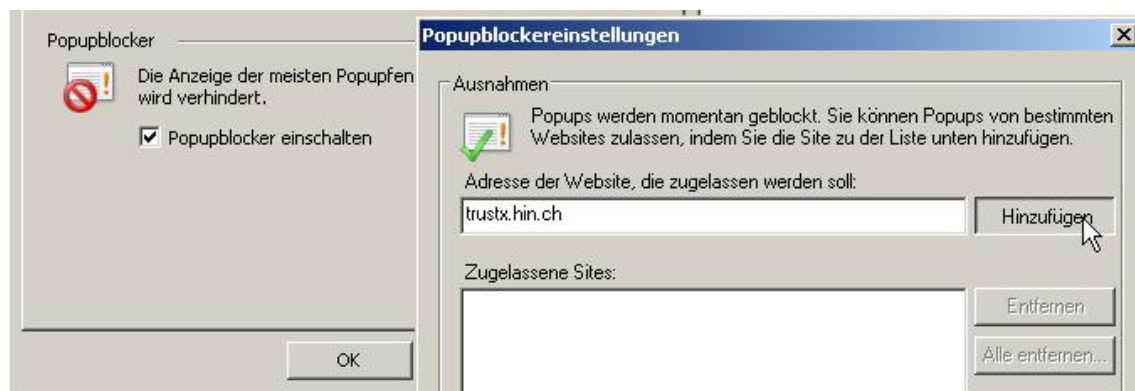 Popupblocker
Die Anzeige der meisten Popupfen
wird verhindert.
Popupblocker einschalten
OK
Popupblockereinstellungen
Ausnahmen
Popups werden momentan geblockt. Sie können Popups von bestimmten
Websites zulassen, indem Sie die Site zu der Liste unten hinzufügen.
Adresse der Website, die zugelassen werden soll:
trustx.hin.ch
Hinzufügen
Zugelassene Sites:
Entfernen
Alle entfernen...